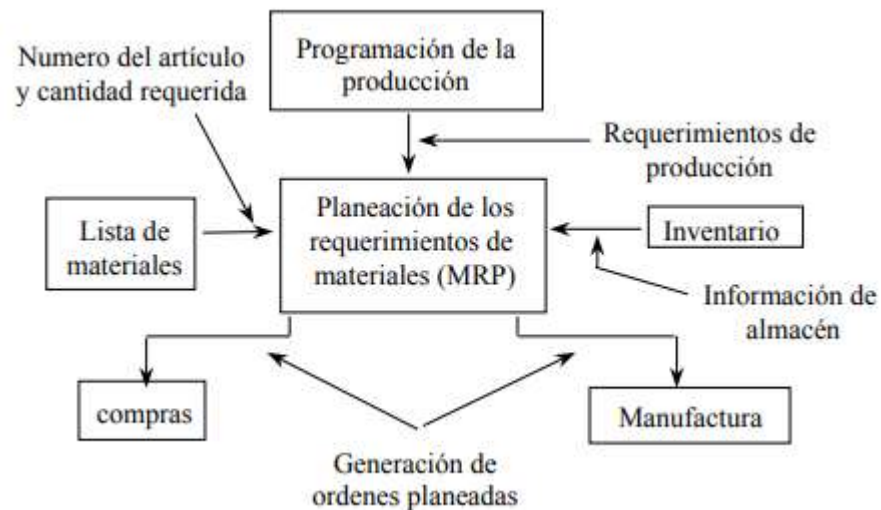 Programación de la
producción
Numero del artículo
y cantidad requerida
Requerimientos de
producción
Lista de
materiales
Planeación de los
requerimientos de
materiales (MRP)
Inventario
Información de
almacén
compras
Manufactura
Generación de
ordenes planeadas